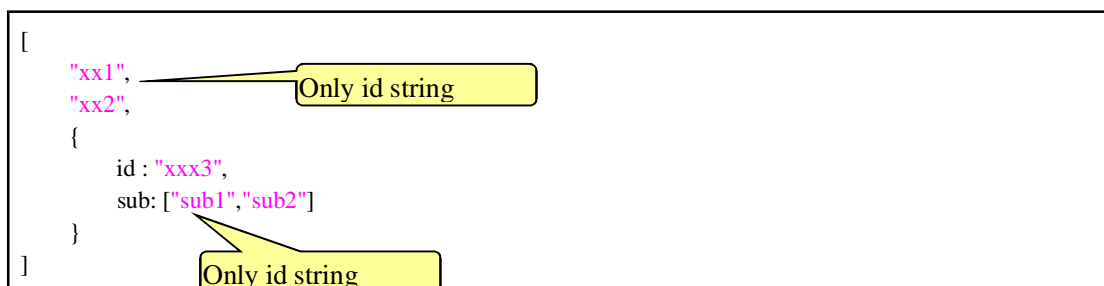 [
"xx1",
Only id string
"xx2",
{
id : "xxx3",
sub: ["sub1","sub2"]
}
]
Only id string